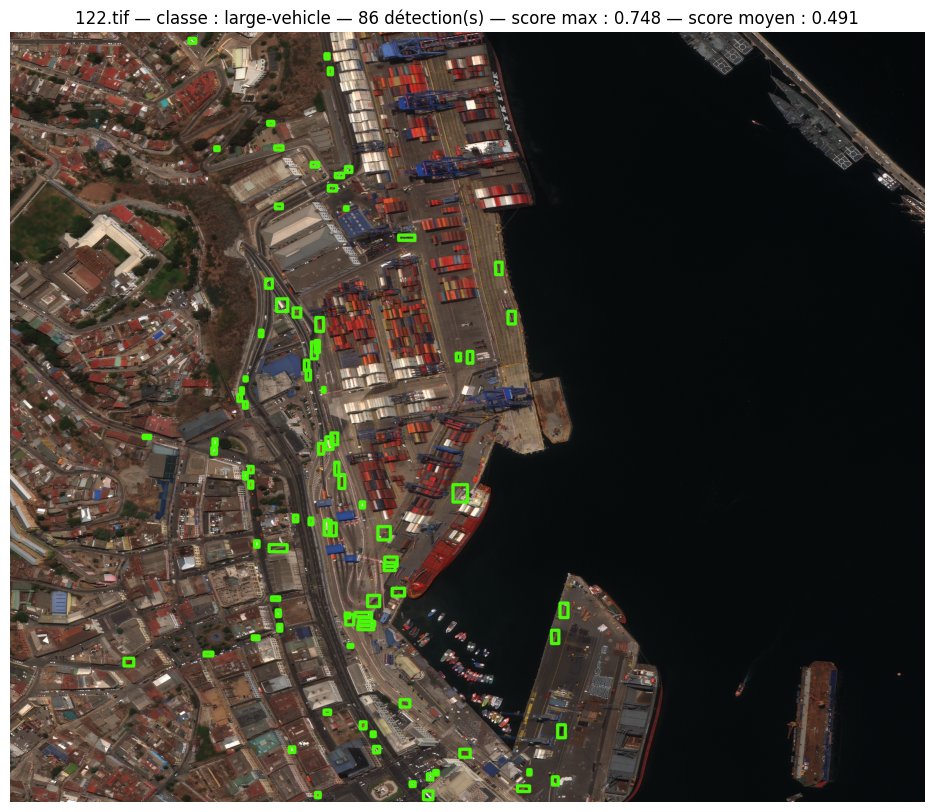 122.tif — classe : large-vehicle — 86 détection(s) — score max : 0.748 — score moyen : 0.491